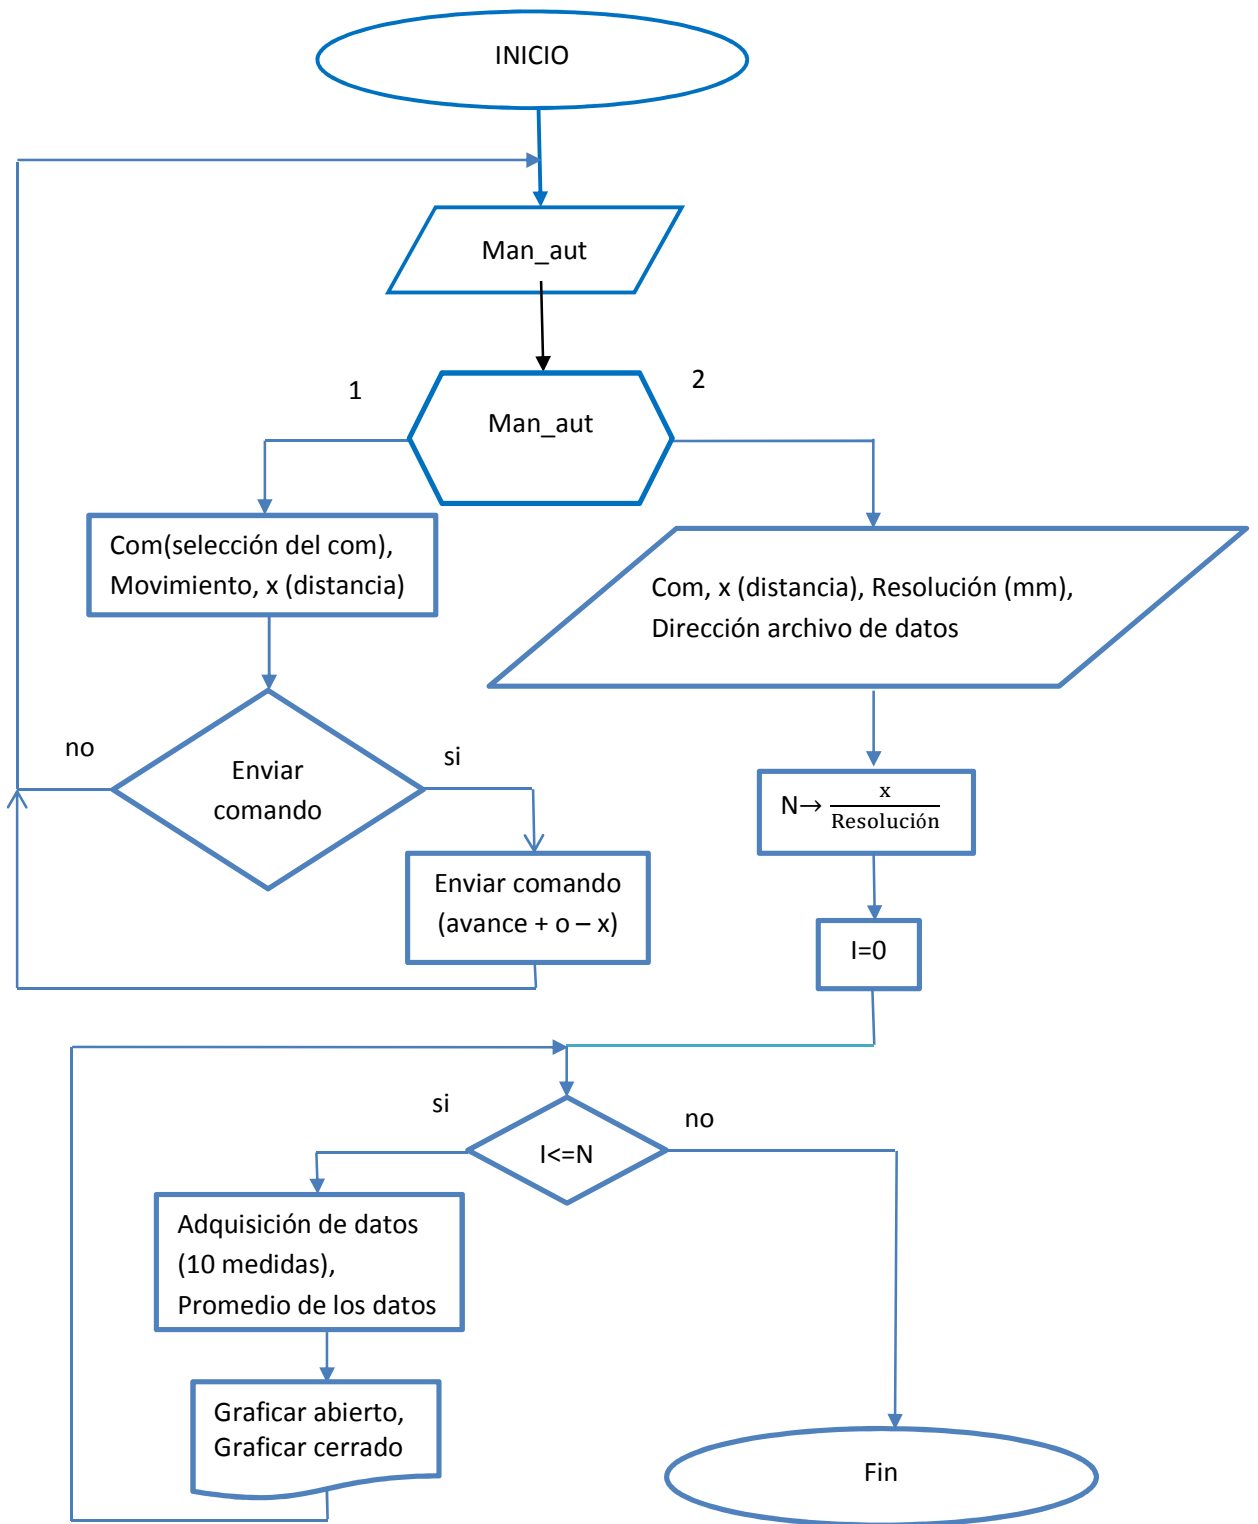 INICIO
Man_aut
1
2
Man_aut
Com(selección del com),
Movimiento, x (distancia)
Com, x (distancia), Resolución (mm),
Dirección archivo de datos
no
si
Enviar
comando
N→ x
Resolución
Enviar comando
(avance + o – x)
I=0
si
no
I<=N
Adquisición de datos
(10 medidas),
Promedio de los datos
Graficar abierto,
Graficar cerrado
Fin